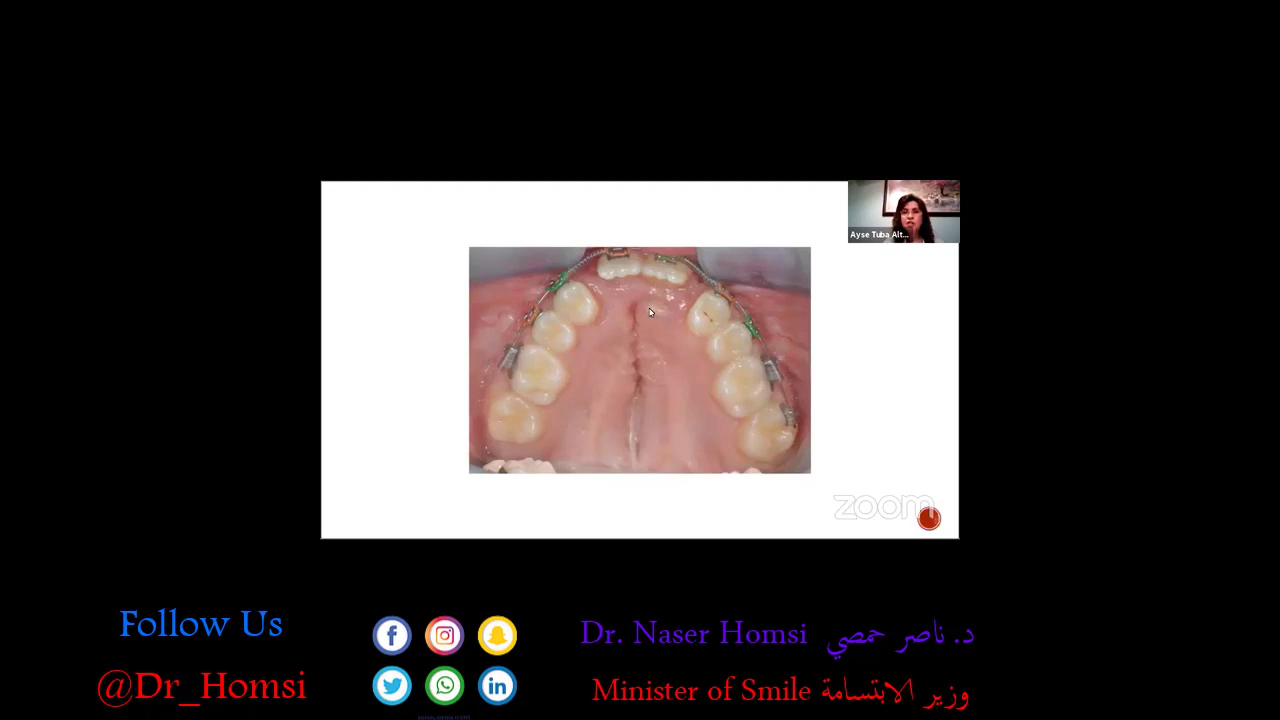 Ayse Tuba Alt...
zoom
Follow Us
@Dr_Homsi
Dr. Naser Homsi د. ناصر حمصي
Minister of Smile وزير الابتسامة